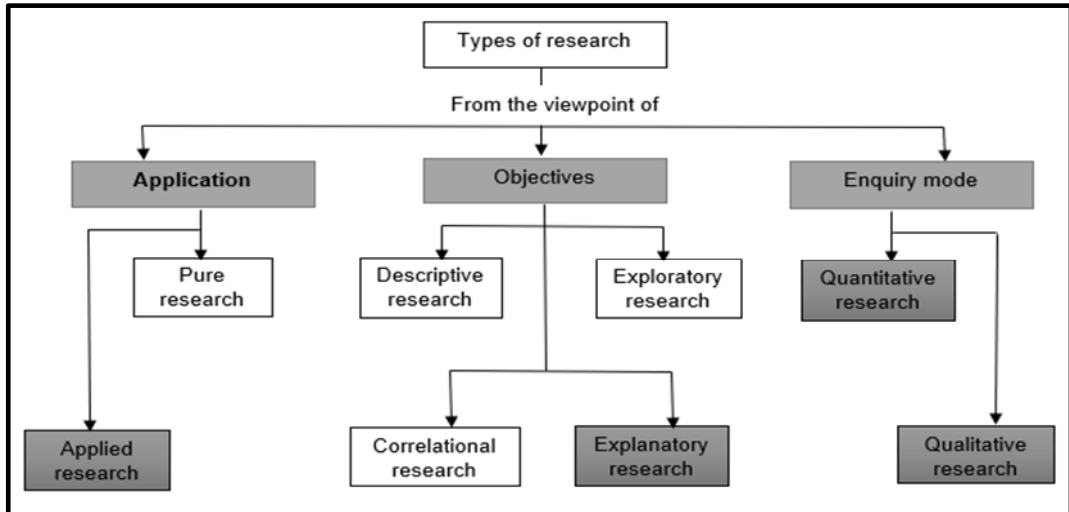 Types of research
From the viewpoint of
Application
Objectives
Enquiry mode
Pure
research
Descriptive
research
Exploratory
research
Quantitative
research
Applied
research
Correlational
research
Explanatory
research
Qualitative
research